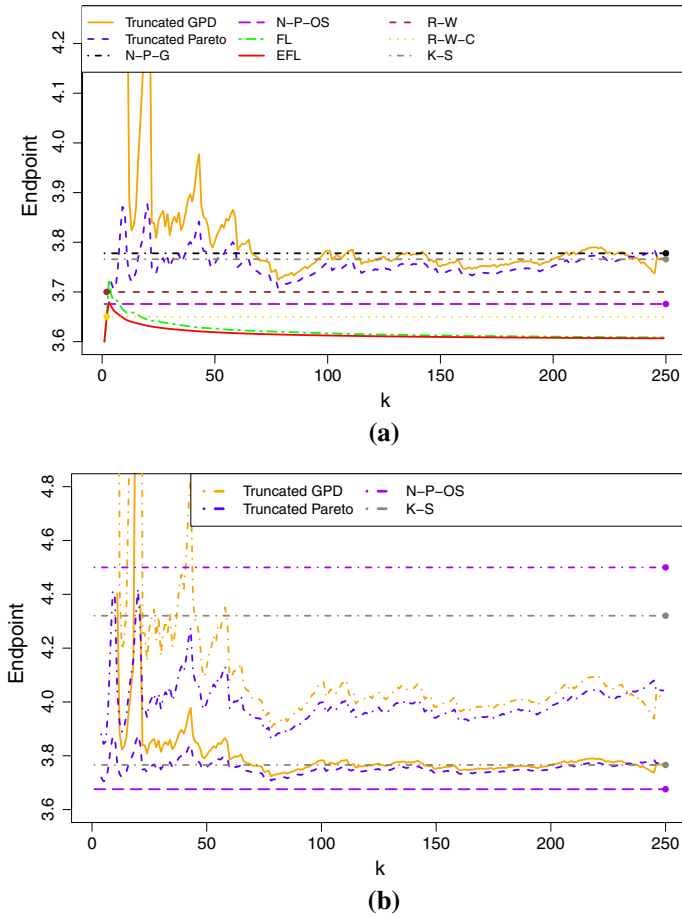 Truncated GPD N−P−OS R−W
Truncated Pareto FL R−W−C
N−P−G EFL K−S
4.2
4.1
4.0
3.9
3.8
3.7
3.6
Endpoint
0 50 100 150 200 250
k
(a)
Truncated GPD N−P−OS
Truncated Pareto K−S
4.8
4.6
4.4
4.2
4.0
3.8
3.6
Endpoint
0 50 100 150 200 250
k
(b)